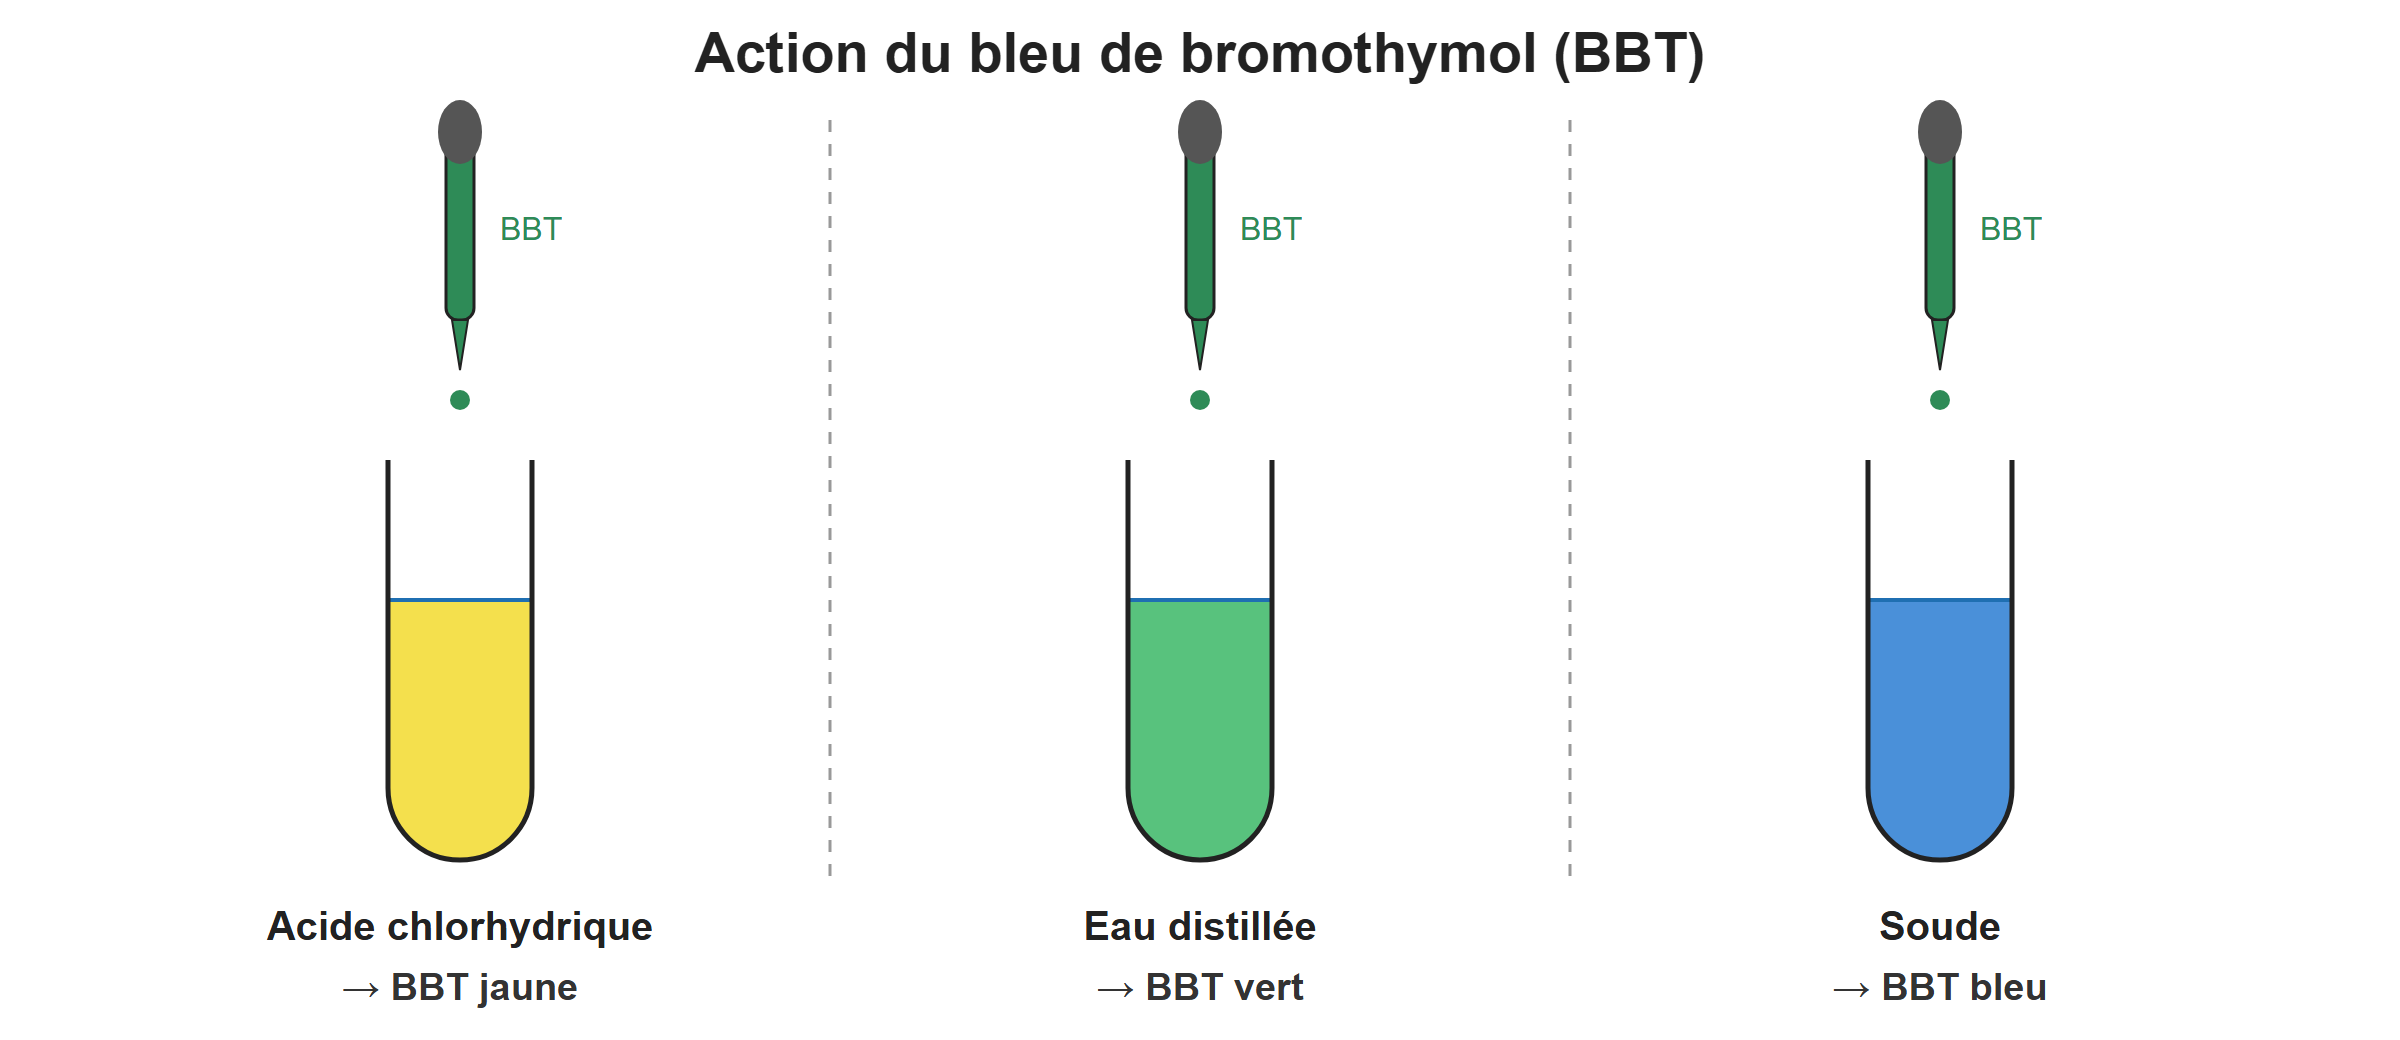 Action du bleu de bromothymol (BBT)
BBT
BBT
BBT
Acide chlorhydrique
→ BBT jaune
Eau distillée
→ BBT vert
Soude
→ BBT bleu